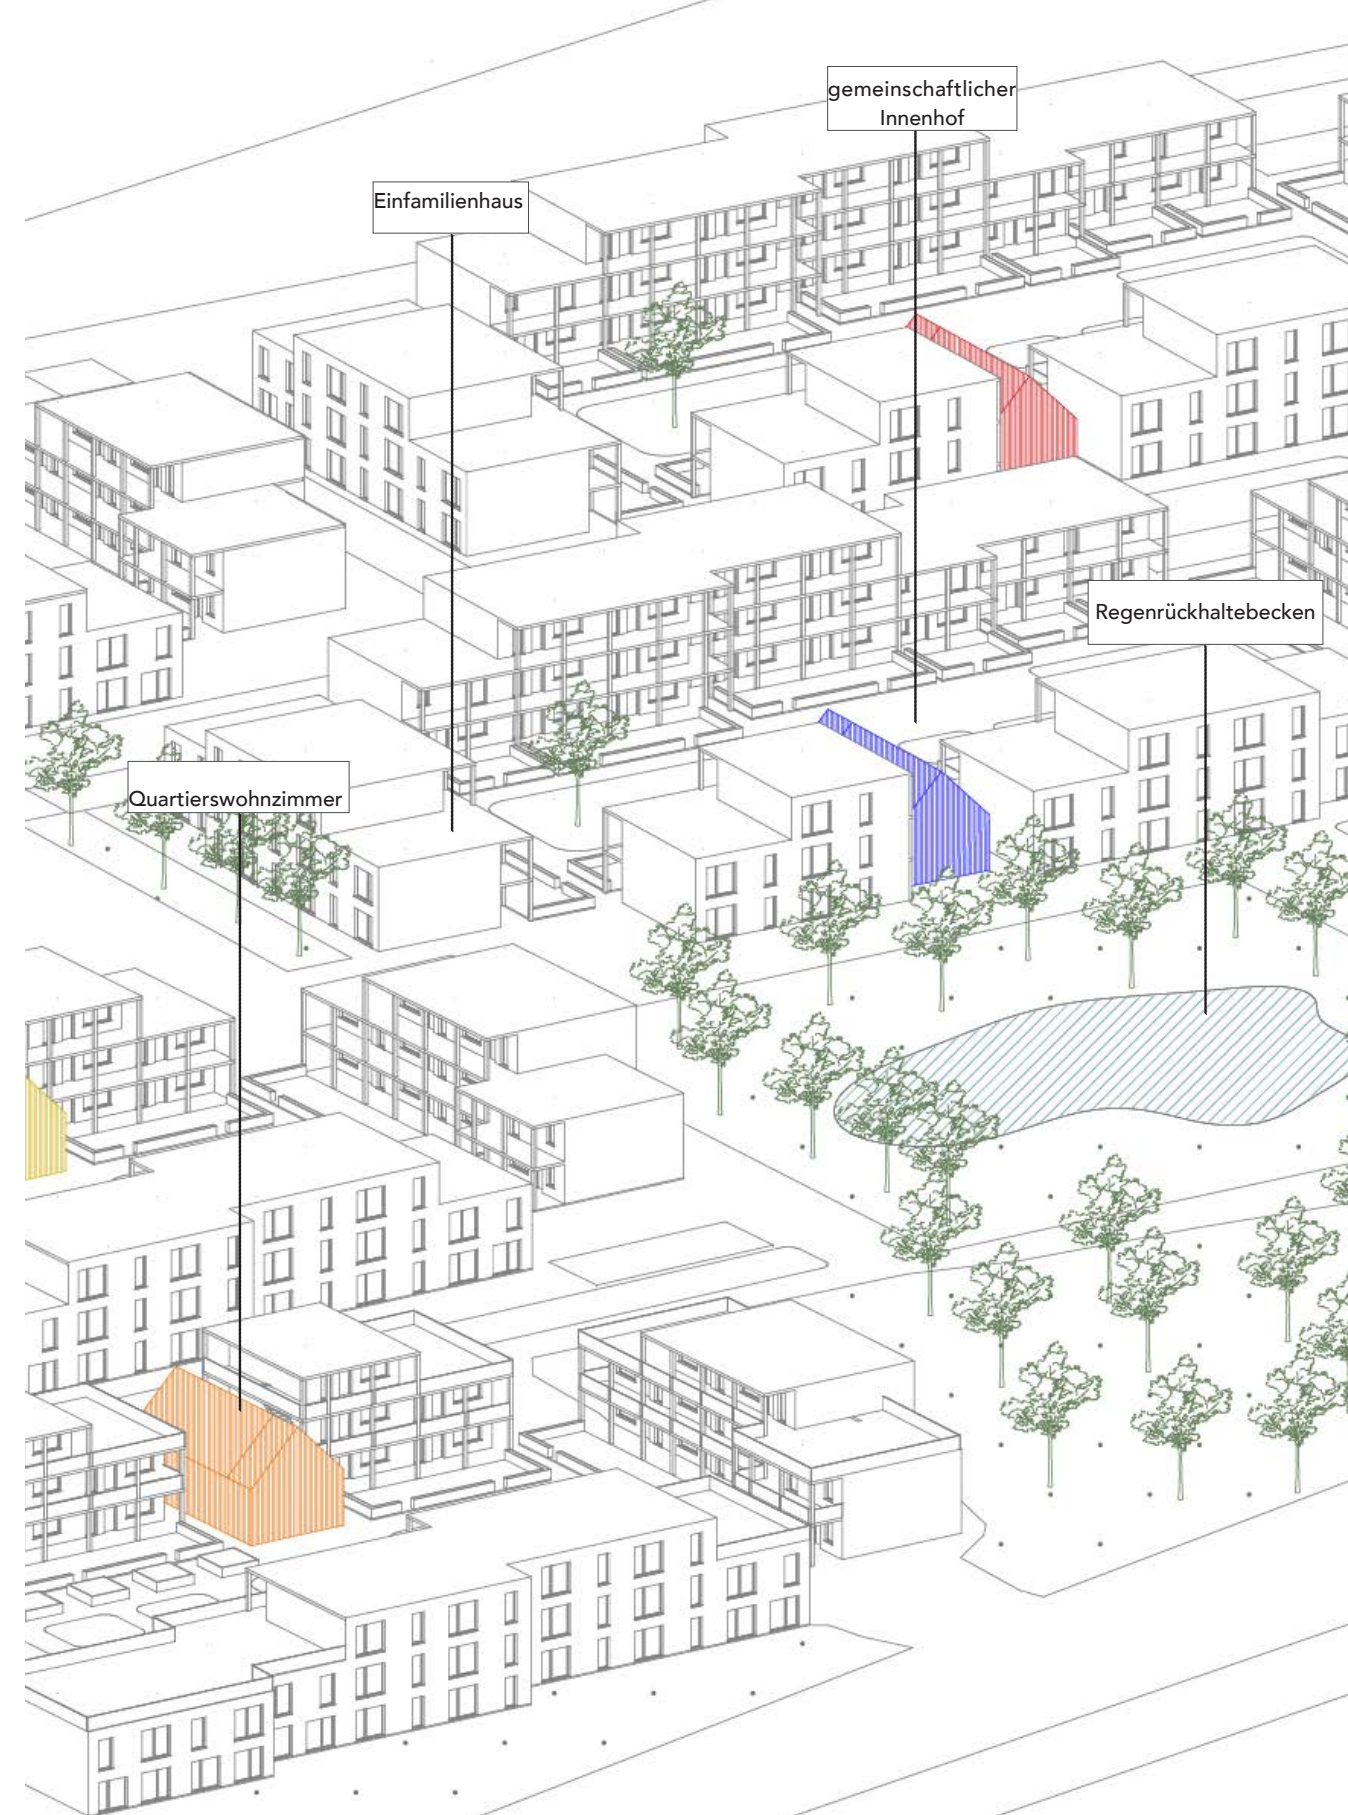 gemeinschaftlicher
Innenhof
Einfamilienhaus
Regenrückhaltebecken
Quartierswohnzimmer